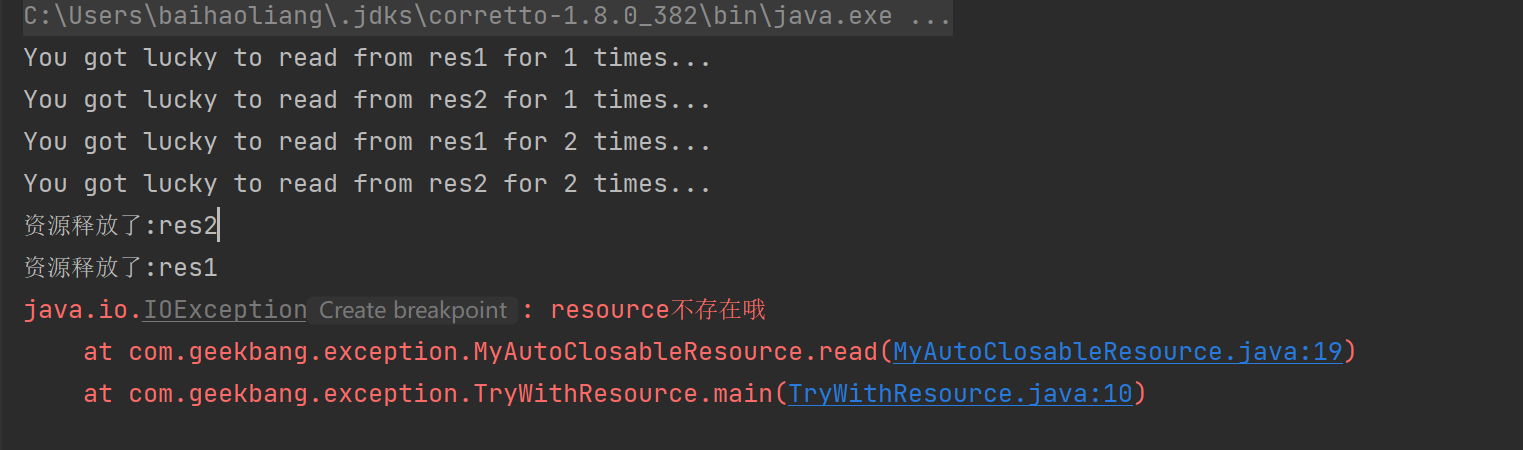 C:\Users\baihaoliang\.jdks\corretto-1.8.0_382\bin\java.exe ...
You got lucky to read from res1 for 1 times...
You got lucky to read from res2 for 1 times...
You got lucky to read from res1 for 2 times...
You got lucky to read from res2 for 2 times...
资源释放了:res2
资源释放了:res1
java.io.IOException Create breakpoint : resource不存在哦
    at com.geekbang.exception.MyAutoClosableResource.read(MyAutoClosableResource.java:19)
    at com.geekbang.exception.TryWithResource.main(TryWithResource.java:10)